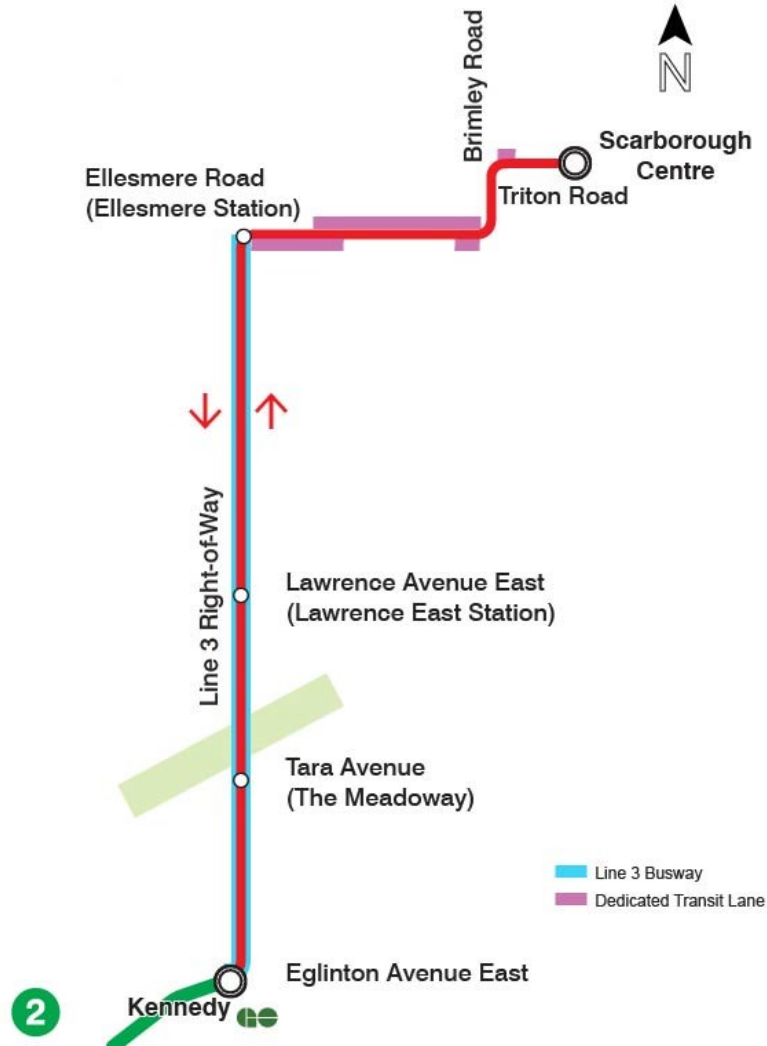 Brimley Road
N
Scarborough
Centre
Triton Road
Ellesmere Road
(Ellesmere Station)
Line 3 Right-of-Way
Lawrence Avenue East
(Lawrence East Station)
Tara Avenue
(The Meadoway)
Line 3 Busway
Dedicated Transit Lane
Eglinton Avenue East
Kennedy
GO
2